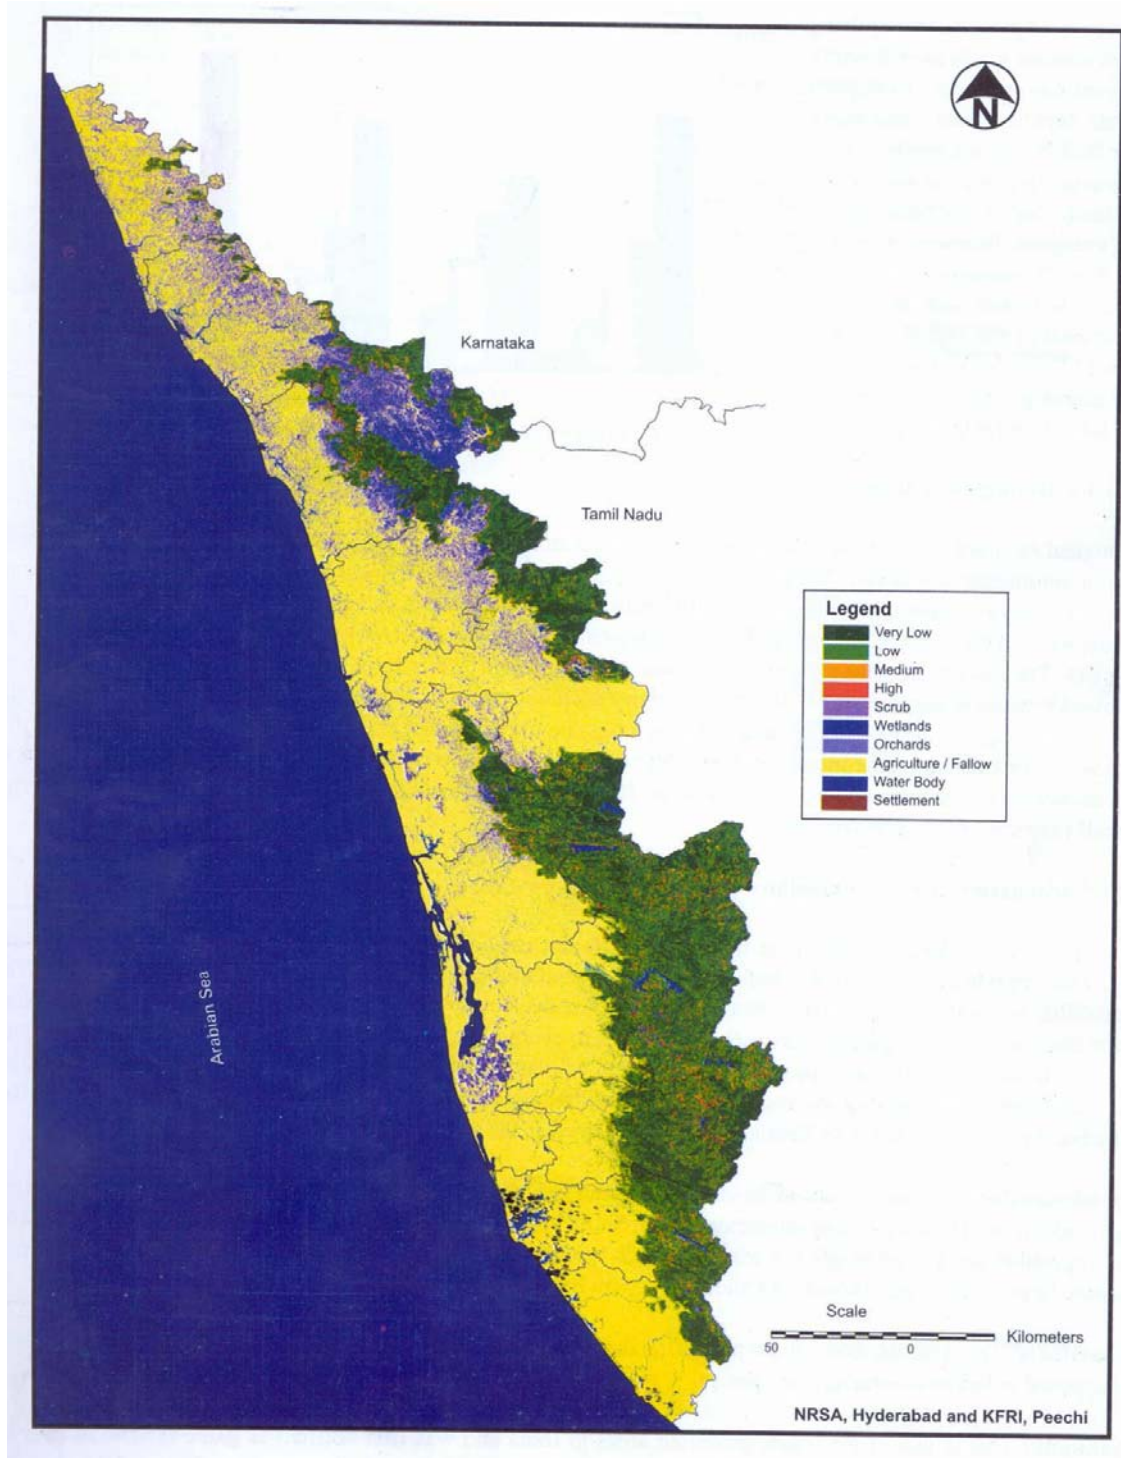 N
Karnataka
Tamil Nadu
Legend
Very Low
Low
Medium
High
Scrub
Wetlands
Orchards
Agriculture / Fallow
Water Body
Settlement
Arabian Sea
Scale
Kilometers
50
0
NRSA, Hyderabad and KFRI, Peechi